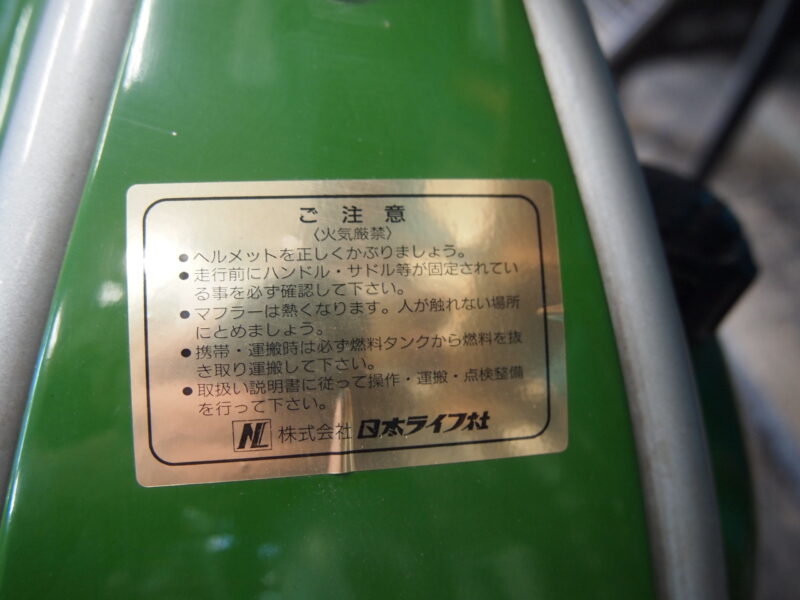 ご注意
〈火気厳禁〉
●ヘルメットを正しくかぶりましょう。
●走行前にハンドル・サドル等が固定されてい
る事を必ず確認して下さい。
●マフラーは熱くなります。人が触れない場所
にとめましょう。
●携帯・運搬時は必ず燃料タンクから燃料を抜
き取り運搬して下さい。
●取扱い説明書に従って操作・運搬・点検整備
を行って下さい。
NL 株式会社 日本ライフ社